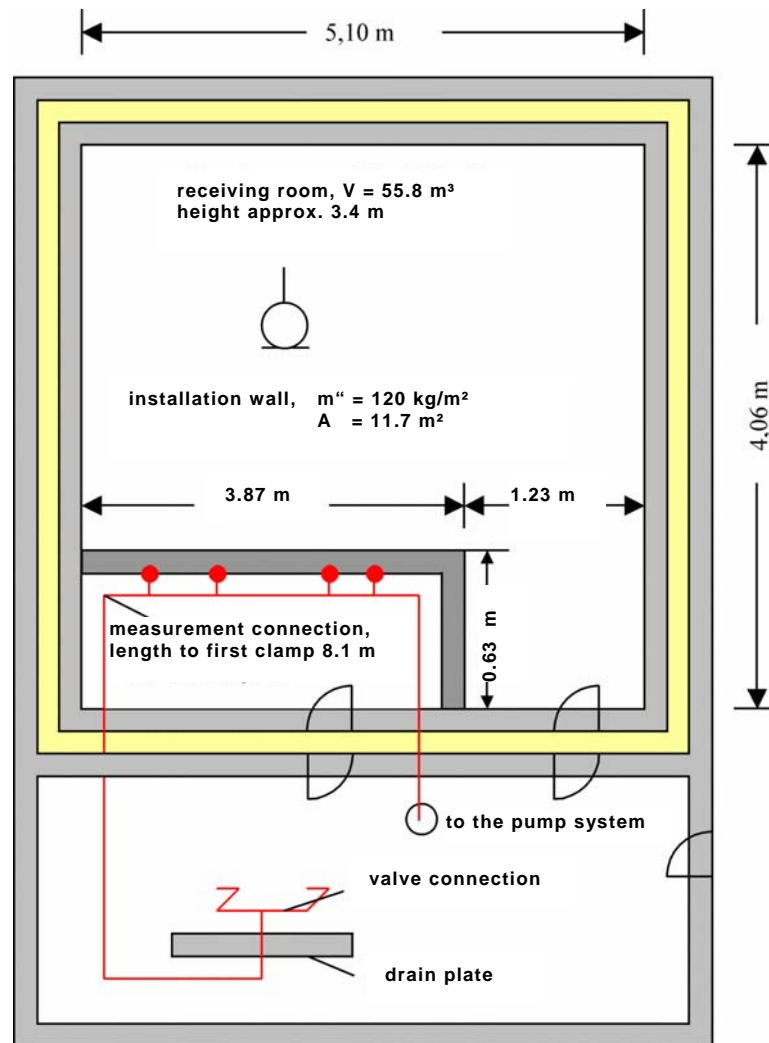 5,10 m
receiving room, V = 55.8 m³
height approx. 3.4 m
installation wall, m“ = 120 kg/m²
A = 11.7 m²
4,06 m
3.87 m
1.23 m
measurement connection,
length to first clamp 8.1 m
0.63 m
to the pump system
valve connection
drain plate